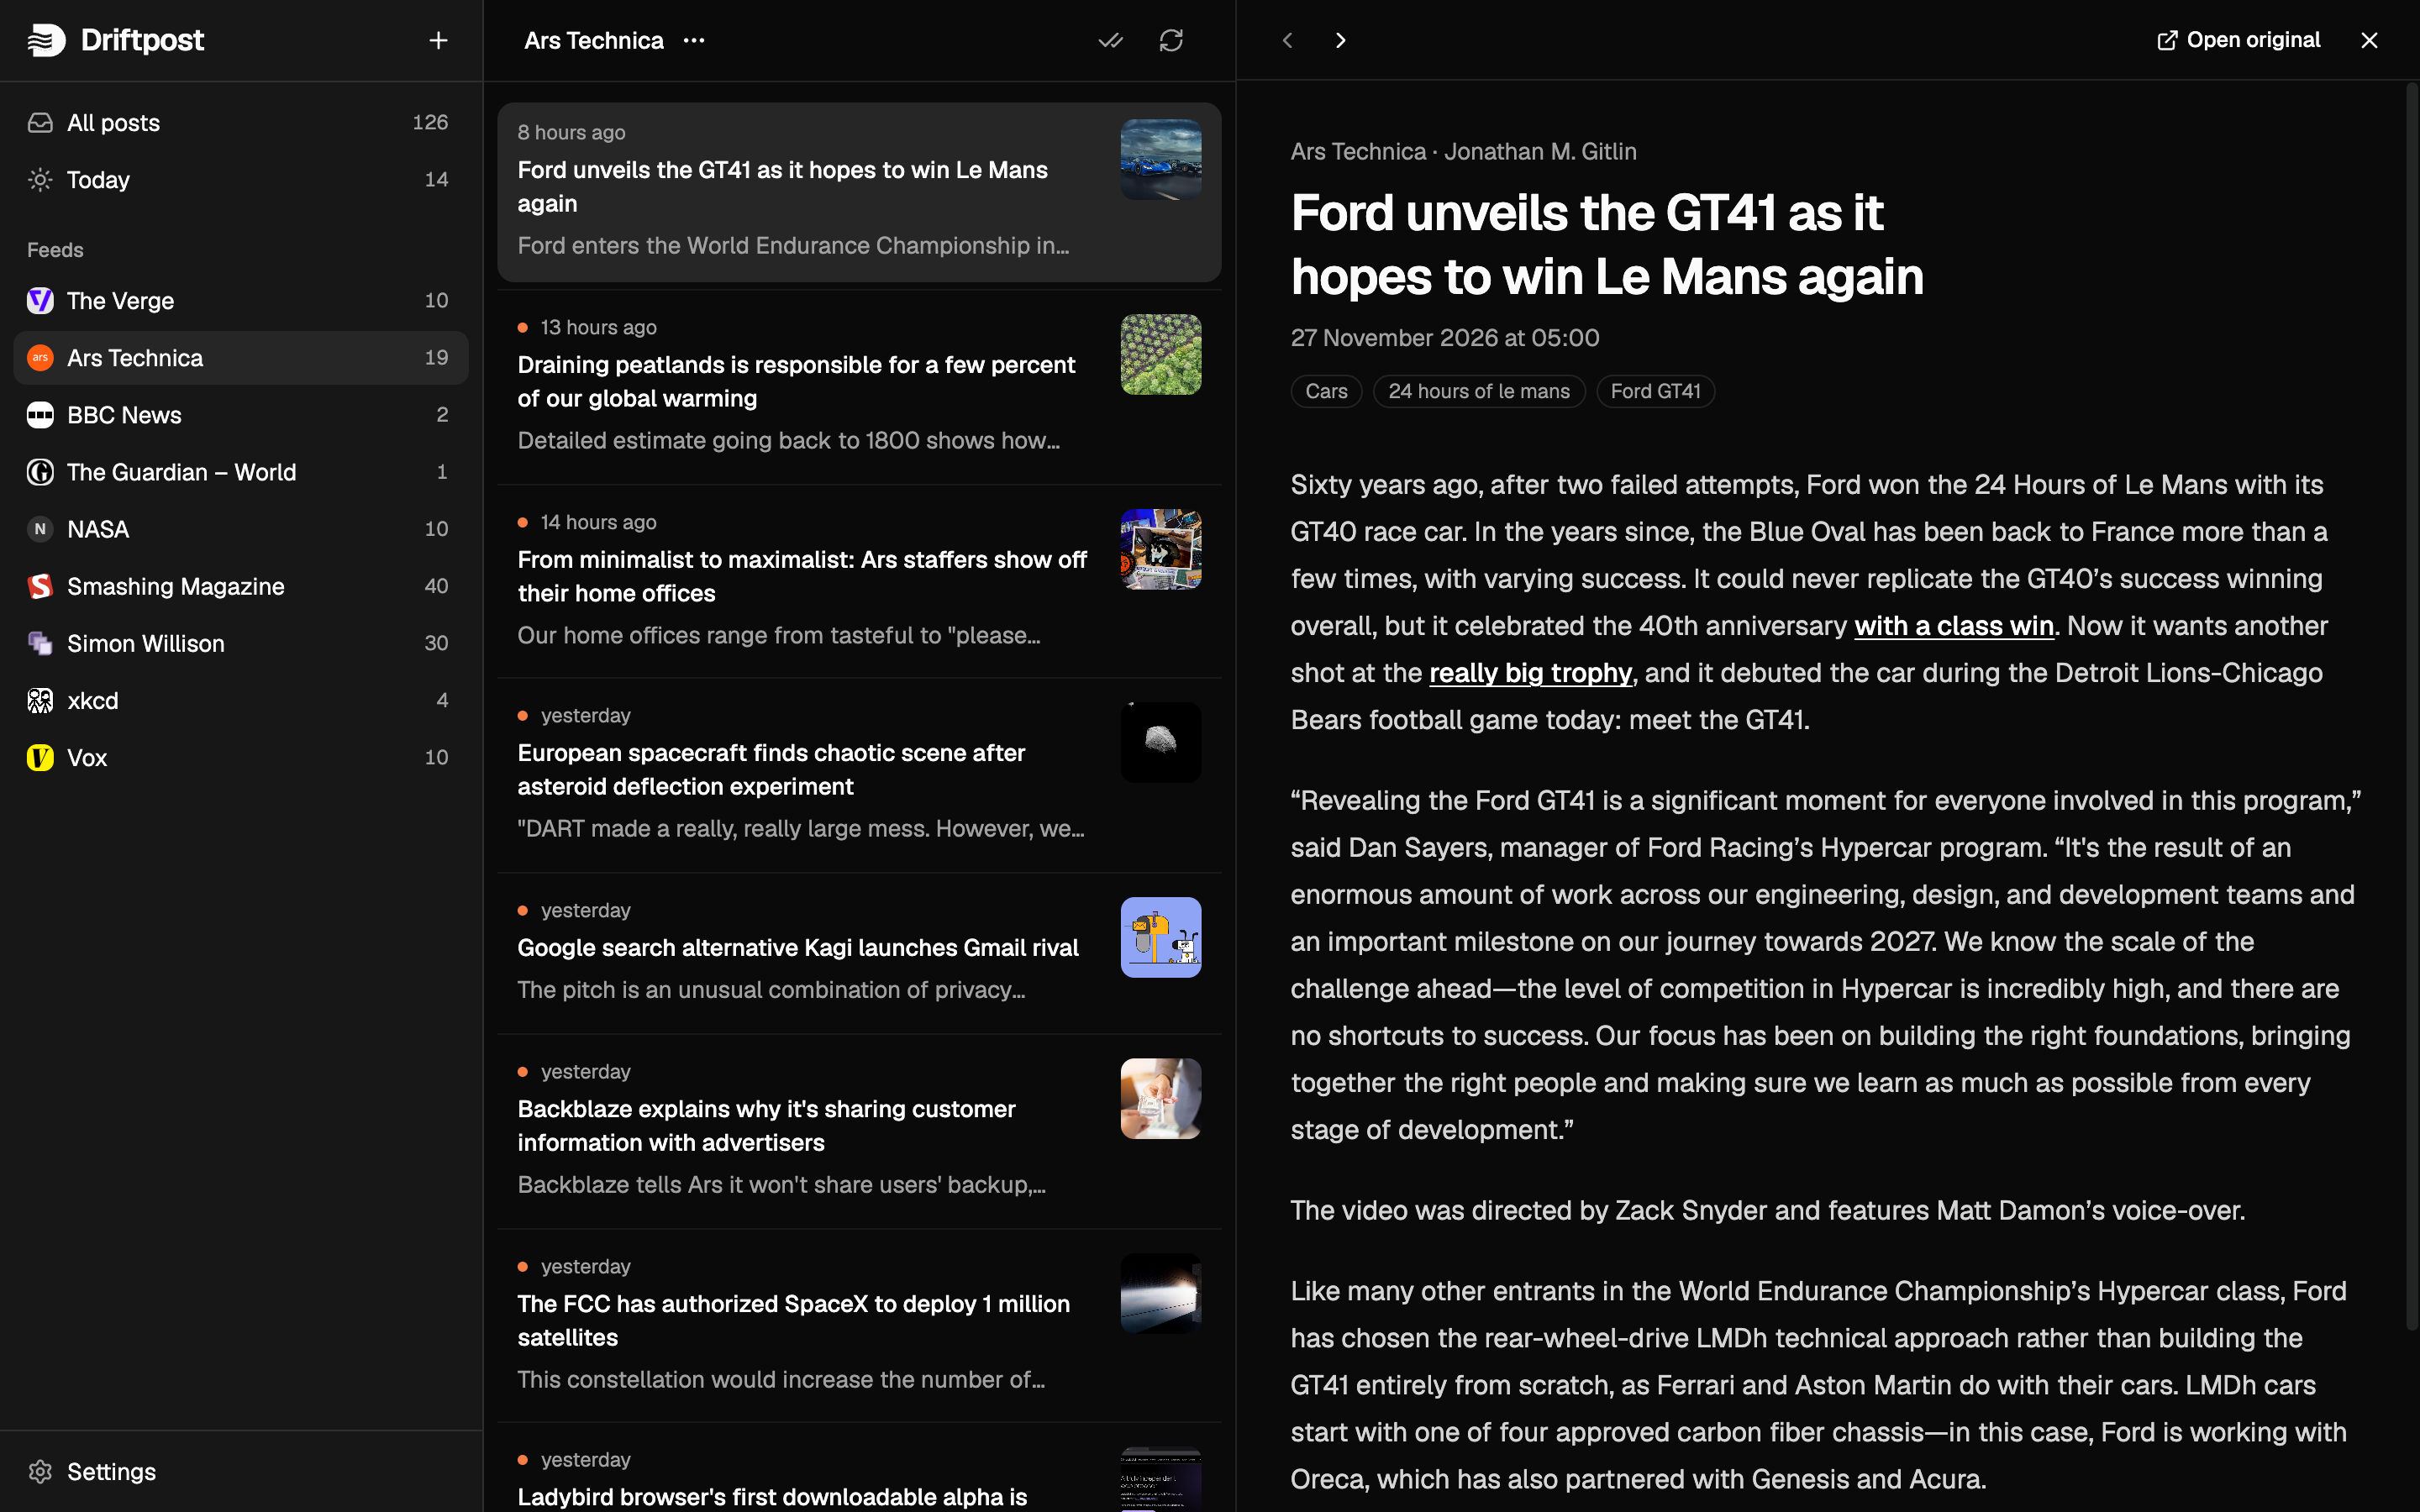 Driftpost
All posts 126
Today 14
Feeds
The Verge 10
ars Ars Technica 19
BBC News 2
The Guardian – World 1
N NASA 10
Smashing Magazine 40
Simon Willison 30
xkcd 4
Vox 10
Settings
Ars Technica
8 hours ago
Ford unveils the GT41 as it hopes to win Le Mans
again
Ford enters the World Endurance Championship in…
13 hours ago
Draining peatlands is responsible for a few percent
of our global warming
Detailed estimate going back to 1800 shows how…
14 hours ago
From minimalist to maximalist: Ars staffers show off
their home offices
Our home offices range from tasteful to "please…
yesterday
European spacecraft finds chaotic scene after
asteroid deflection experiment
"DART made a really, really large mess. However, we…
yesterday
Google search alternative Kagi launches Gmail rival
The pitch is an unusual combination of privacy…
yesterday
Backblaze explains why it's sharing customer
information with advertisers
Backblaze tells Ars it won't share users' backup,…
yesterday
The FCC has authorized SpaceX to deploy 1 million
satellites
This constellation would increase the number of…
yesterday
Ladybird browser's first downloadable alpha is
Open original
Ars Technica · Jonathan M. Gitlin
Ford unveils the GT41 as it
hopes to win Le Mans again
27 November 2026 at 05:00
Cars
24 hours of le mans
Ford GT41
Sixty years ago, after two failed attempts, Ford won the 24 Hours of Le Mans with its
GT40 race car. In the years since, the Blue Oval has been back to France more than a
few times, with varying success. It could never replicate the GT40’s success winning
overall, but it celebrated the 40th anniversary with a class win. Now it wants another
shot at the really big trophy, and it debuted the car during the Detroit Lions-Chicago
Bears football game today: meet the GT41.
“Revealing the Ford GT41 is a significant moment for everyone involved in this program,”
said Dan Sayers, manager of Ford Racing’s Hypercar program. “It's the result of an
enormous amount of work across our engineering, design, and development teams and
an important milestone on our journey towards 2027. We know the scale of the
challenge ahead—the level of competition in Hypercar is incredibly high, and there are
no shortcuts to success. Our focus has been on building the right foundations, bringing
together the right people and making sure we learn as much as possible from every
stage of development.”
The video was directed by Zack Snyder and features Matt Damon’s voice-over.
Like many other entrants in the World Endurance Championship’s Hypercar class, Ford
has chosen the rear-wheel-drive LMDh technical approach rather than building the
GT41 entirely from scratch, as Ferrari and Aston Martin do with their cars. LMDh cars
start with one of four approved carbon fiber chassis—in this case, Ford is working with
Oreca, which has also partnered with Genesis and Acura.